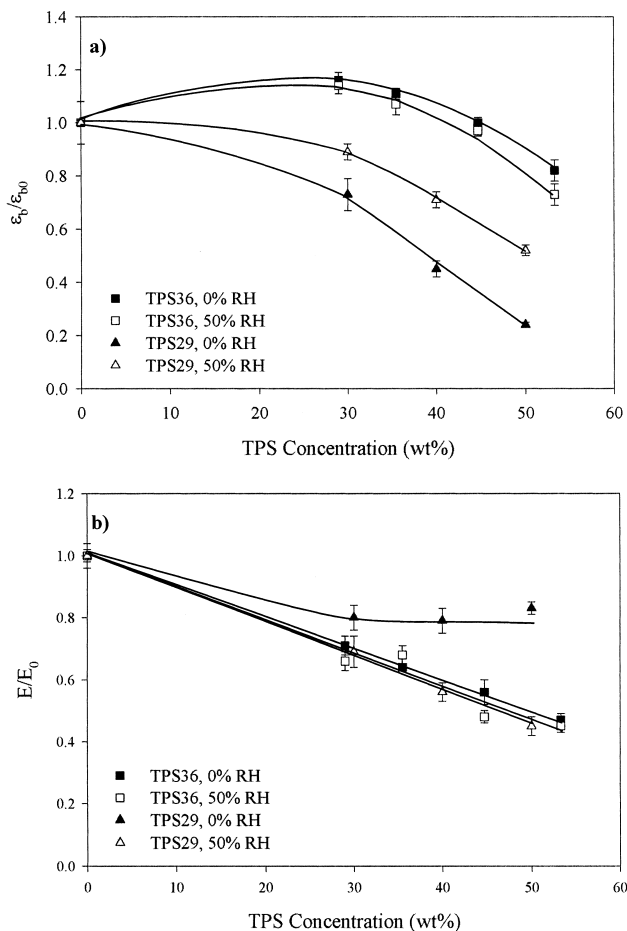 a)
1.4
1.2
1.0
0.8
0.6
0.4
0.2
0.0
εb/εb0
TPS36, 0% RH
TPS36, 50% RH
TPS29, 0% RH
TPS29, 50% RH
0 10 20 30 40 50 60
TPS Concentration (wt%)
b)
1.2
1.0
0.8
0.6
0.4
0.2
0.0
E/E0
TPS36, 0% RH
TPS36, 50% RH
TPS29, 0% RH
TPS29, 50% RH
0 10 20 30 40 50 60
TPS Concentration (wt%)